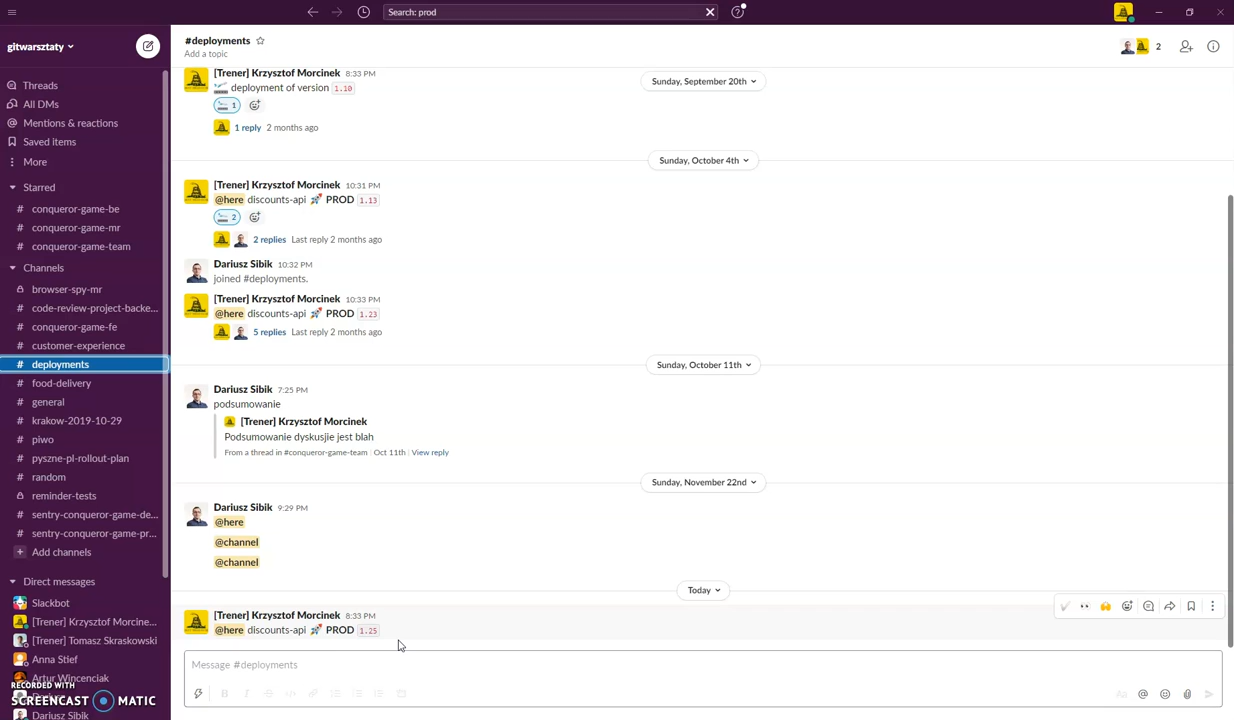 Search: prod
gitwarsztaty
Threads
All DMs
Mentions & reactions
Saved items
More
Starred
# conqueror-game-be
# conqueror-game-mr
# conqueror-game-team
Channels
browser-spy-mr
# code-review-project-backe...
# conqueror-game-fe
# customer-experience
# deployments
# food-delivery
# general
# krakow-2019-10-29
# piwo
# pyszne-pl-rollout-plan
# random
reminder-tests
# sentry-conqueror-game-de...
# sentry-conqueror-game-pr...
+ Add channels
Direct messages
Slackbot
[Trener] Krzysztof Morcine...
[Trener] Tomasz Skraskowski
Anna Stief
Artur Wincenciak
Dariusz Sibik
RECORDED WITH
SCREENCAST MATIC
#deployments
Add a topic
2
Sunday, September 20th
[Trener] Krzysztof Morcinek 8:33 PM
deployment of version 1.10
1
1 reply 2 months ago
Sunday, October 4th
[Trener] Krzysztof Morcinek 10:31 PM
@here discounts-api 🚀 PROD 1.13
2
2 replies Last reply 2 months ago
Dariusz Sibik 10:32 PM
joined #deployments.
[Trener] Krzysztof Morcinek 10:33 PM
@here discounts-api 🚀 PROD 1.23
5 replies Last reply 2 months ago
Sunday, October 11th
Dariusz Sibik 7:25 PM
podsumowanie
[Trener] Krzysztof Morcinek
Podsumowanie dyskusjie jest blah
From a thread in #conqueror-game-team | Oct 11th | View reply
Sunday, November 22nd
Dariusz Sibik 9:29 PM
@here
@channel
@channel
Today
[Trener] Krzysztof Morcinek 8:33 PM
@here discounts-api 🚀 PROD 1.25
Message #deployments
B I S </> Aa @